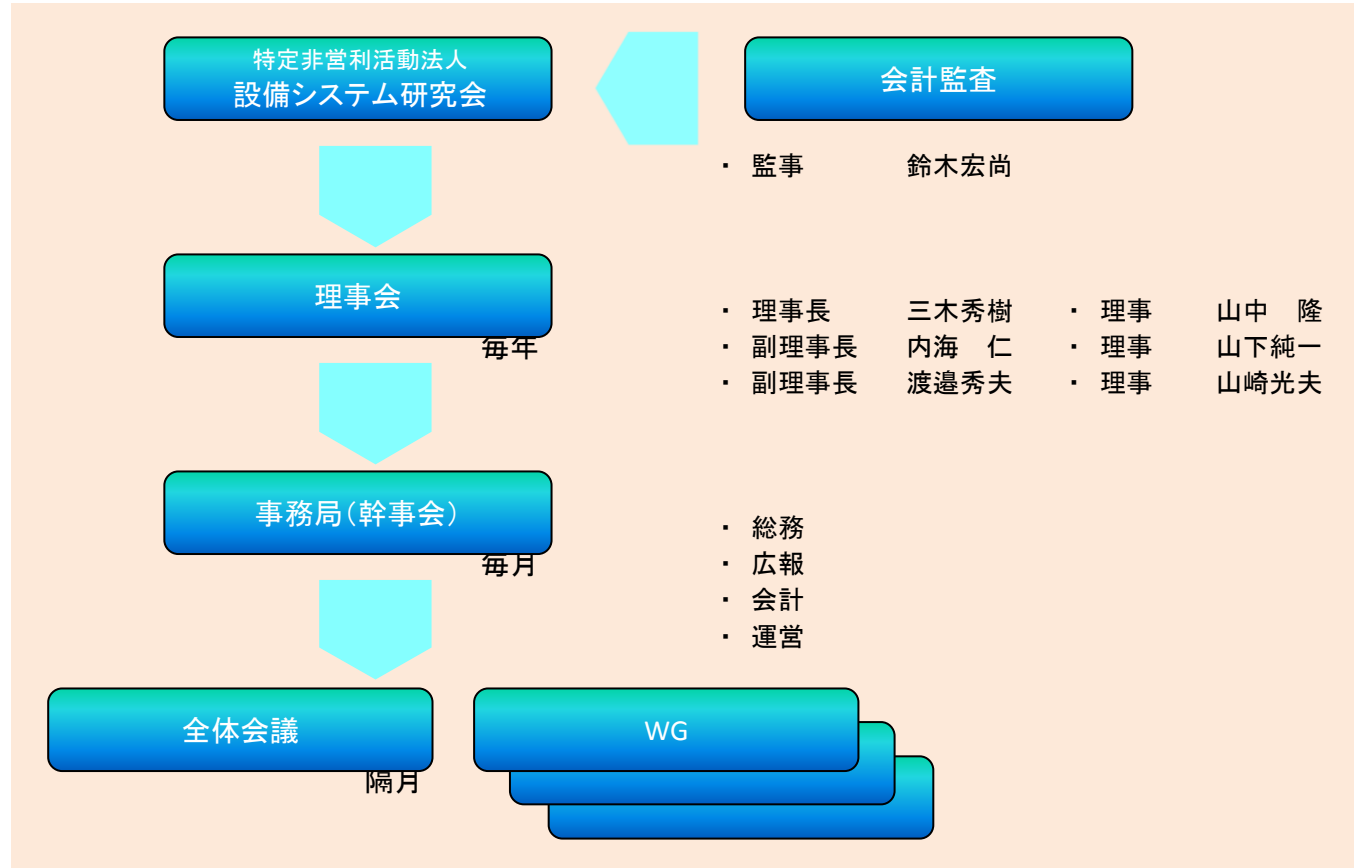 特定非営利活動法人
設備システム研究会
会計監査
・ 監事 鈴木宏尚
理事会
毎年
・ 理事長 三木秀樹 ・ 理事 山中 隆
・ 副理事長 内海 仁 ・ 理事 山下純一
・ 副理事長 渡邉秀夫 ・ 理事 山崎光夫
事務局(幹事会)
毎月
・ 総務
・ 広報
・ 会計
・ 運営
全体会議
隔月
WG